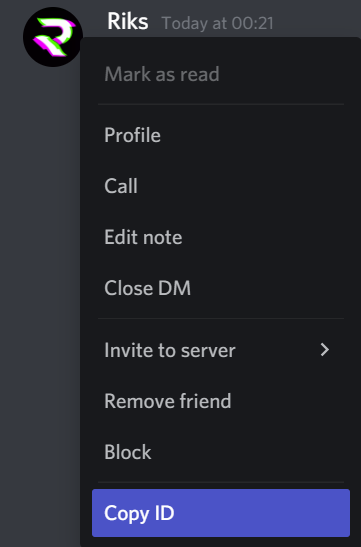 Riks Today at 00:21
Mark as read
Profile
Call
Edit note
Close DM
Invite to server
Remove friend
Block
Copy ID